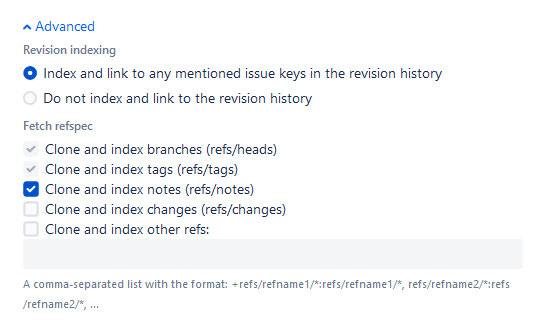 Advanced
Revision indexing
Index and link to any mentioned issue keys in the revision history
Do not index and link to the revision history
Fetch refspec
Clone and index branches (refs/heads)
Clone and index tags (refs/tags)
Clone and index notes (refs/notes)
Clone and index changes (refs/changes)
Clone and index other refs:
A comma-separated list with the format: +refs/refname1/*:refs/refname1/*, refs/refname2/*:refs
/refname2/*, ...